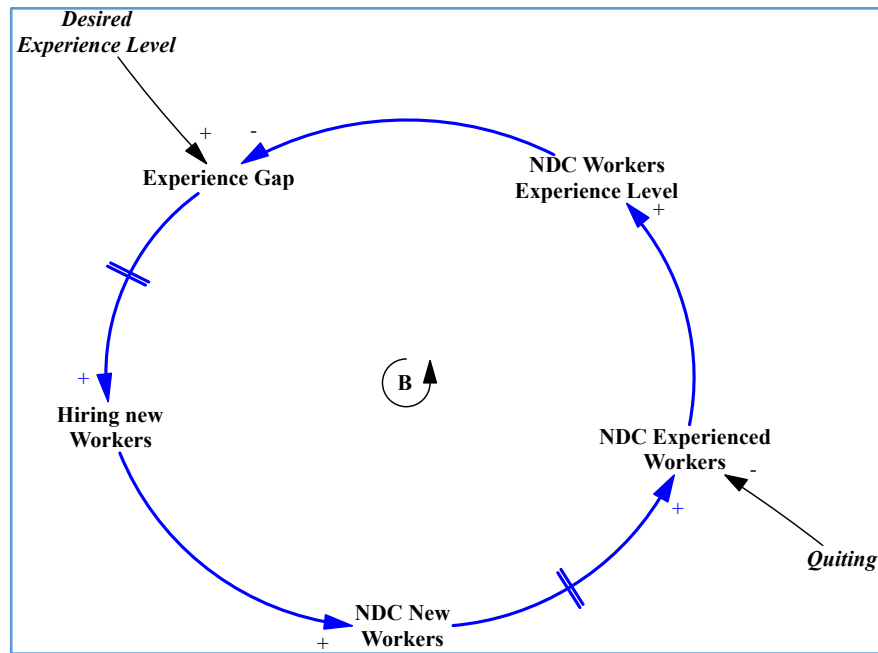 Desired
Experience Level
+
-
Experience Gap
NDC Workers
Experience Level
+
+
Hiring new
Workers
B
NDC Experienced
Workers
-
+
Quiting
NDC New
Workers
+